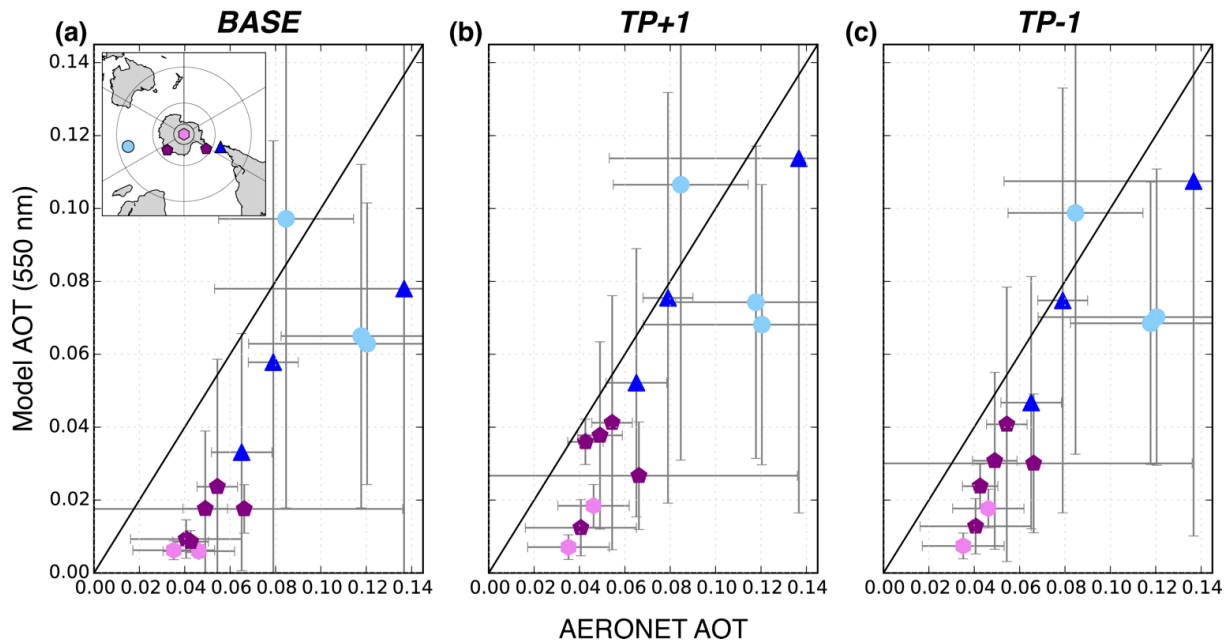 (a) BASE
(b) TP+1
(c) TP-1
Model AOT (550 nm)
0.14
0.12
0.10
0.08
0.06
0.04
0.02
0.00
0.00 0.02 0.04 0.06 0.08 0.10 0.12 0.14
0.00 0.02 0.04 0.06 0.08 0.10 0.12 0.14
0.00 0.02 0.04 0.06 0.08 0.10 0.12 0.14
AERONET AOT